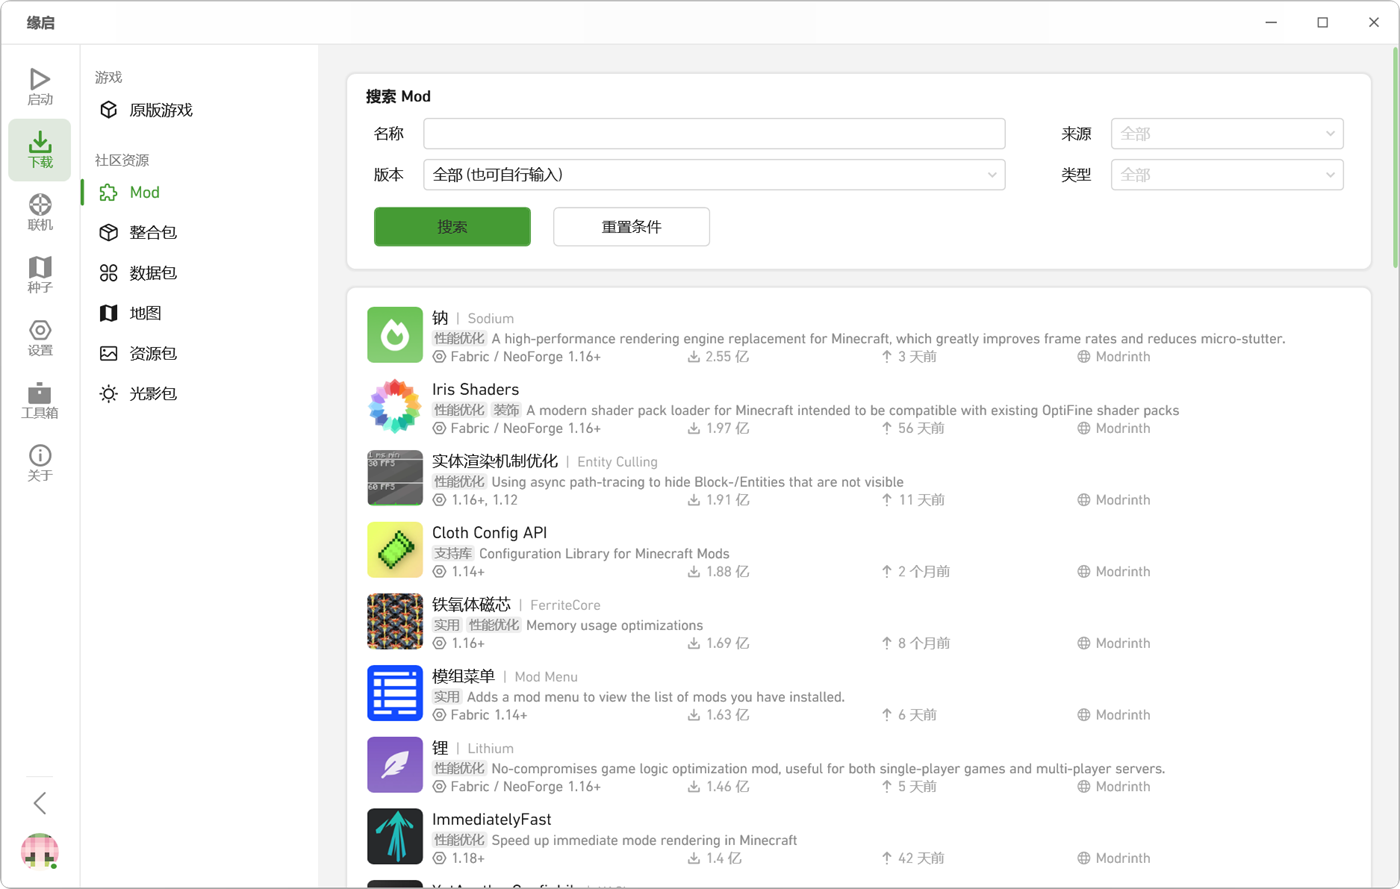 缘启
启动
下载
联机
种子
设置
工具箱
关于
游戏
原版游戏
社区资源
Mod
整合包
数据包
地图
资源包
光影包
搜索 Mod
名称
来源 全部
版本 全部 (也可自行输入)
类型 全部
搜索 重置条件
钠 | Sodium
性能优化 A high-performance rendering engine replacement for Minecraft, which greatly improves frame rates and reduces micro-stutter.
Fabric / NeoForge 1.16+ 2.55 亿 3 天前 Modrinth
Iris Shaders
性能优化 装饰 A modern shader pack loader for Minecraft intended to be compatible with existing OptiFine shader packs
Fabric / NeoForge 1.16+ 1.97 亿 56 天前 Modrinth
30 FPS
60 FPS
实体渲染机制优化 | Entity Culling
性能优化 Using async path-tracing to hide Block-/Entities that are not visible
1.16+, 1.12 1.91 亿 11 天前 Modrinth
Cloth Config API
支持库 Configuration Library for Minecraft Mods
1.14+ 1.88 亿 2 个月前 Modrinth
铁氧体磁芯 | FerriteCore
实用 性能优化 Memory usage optimizations
1.16+ 1.69 亿 8 个月前 Modrinth
模组菜单 | Mod Menu
实用 Adds a mod menu to view the list of mods you have installed.
Fabric 1.14+ 1.63 亿 6 天前 Modrinth
锂 | Lithium
性能优化 No-compromises game logic optimization mod, useful for both single-player games and multi-player servers.
Fabric / NeoForge 1.16+ 1.46 亿 5 天前 Modrinth
ImmediatelyFast
性能优化 Speed up immediate mode rendering in Minecraft
1.18+ 1.4 亿 42 天前 Modrinth